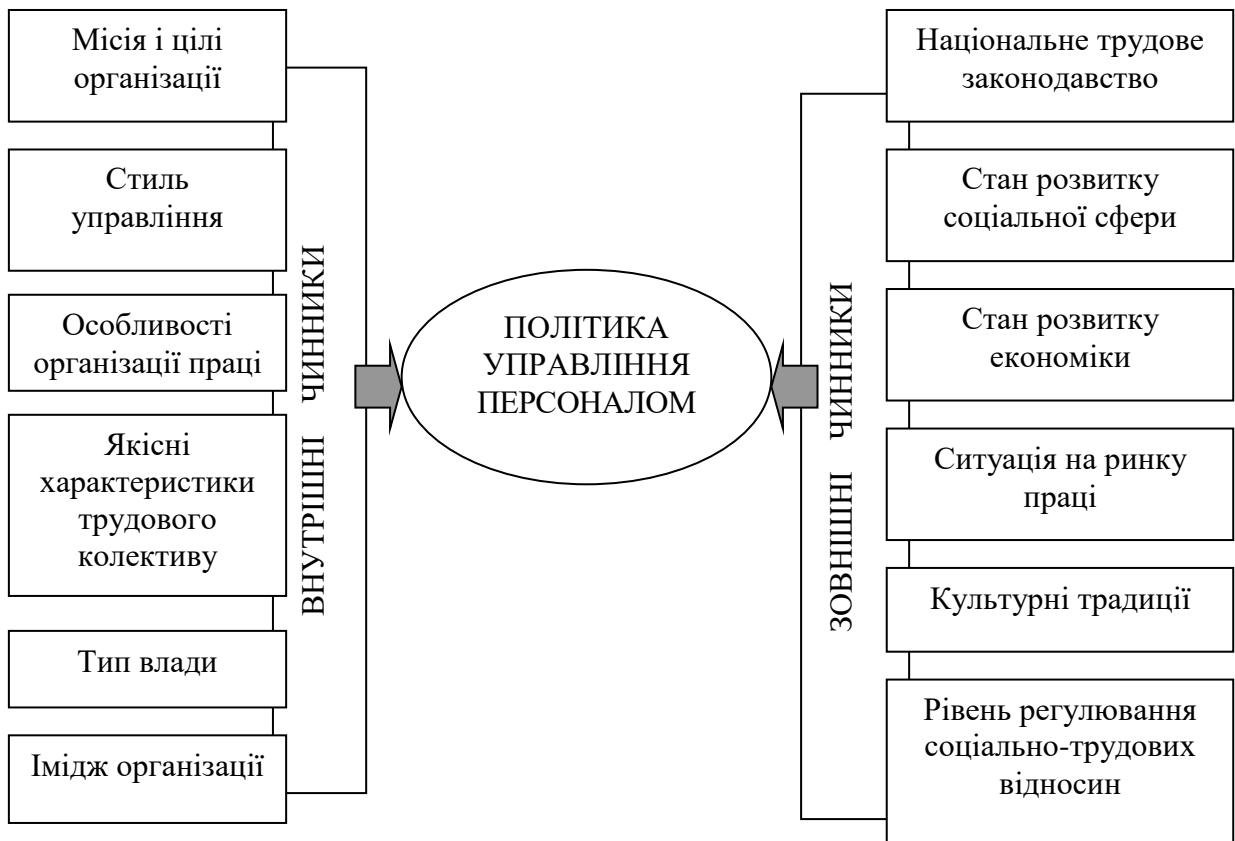 Місія і цілі
організації
Стиль
управління
Особливості
організації праці
Якісні
характеристики
трудового
колективу
Тип влади
Імідж організації
ВНУТРІШНІ ЧИННИКИ
ПОЛІТИКА
УПРАВЛІННЯ
ПЕРСОНАЛОМ
ЗОВНІШНІ ЧИННИКИ
Національне трудове
законодавство
Стан розвитку
соціальної сфери
Стан розвитку
економіки
Ситуація на ринку
праці
Культурні традиції
Рівень регулювання
соціально-трудових
відносин